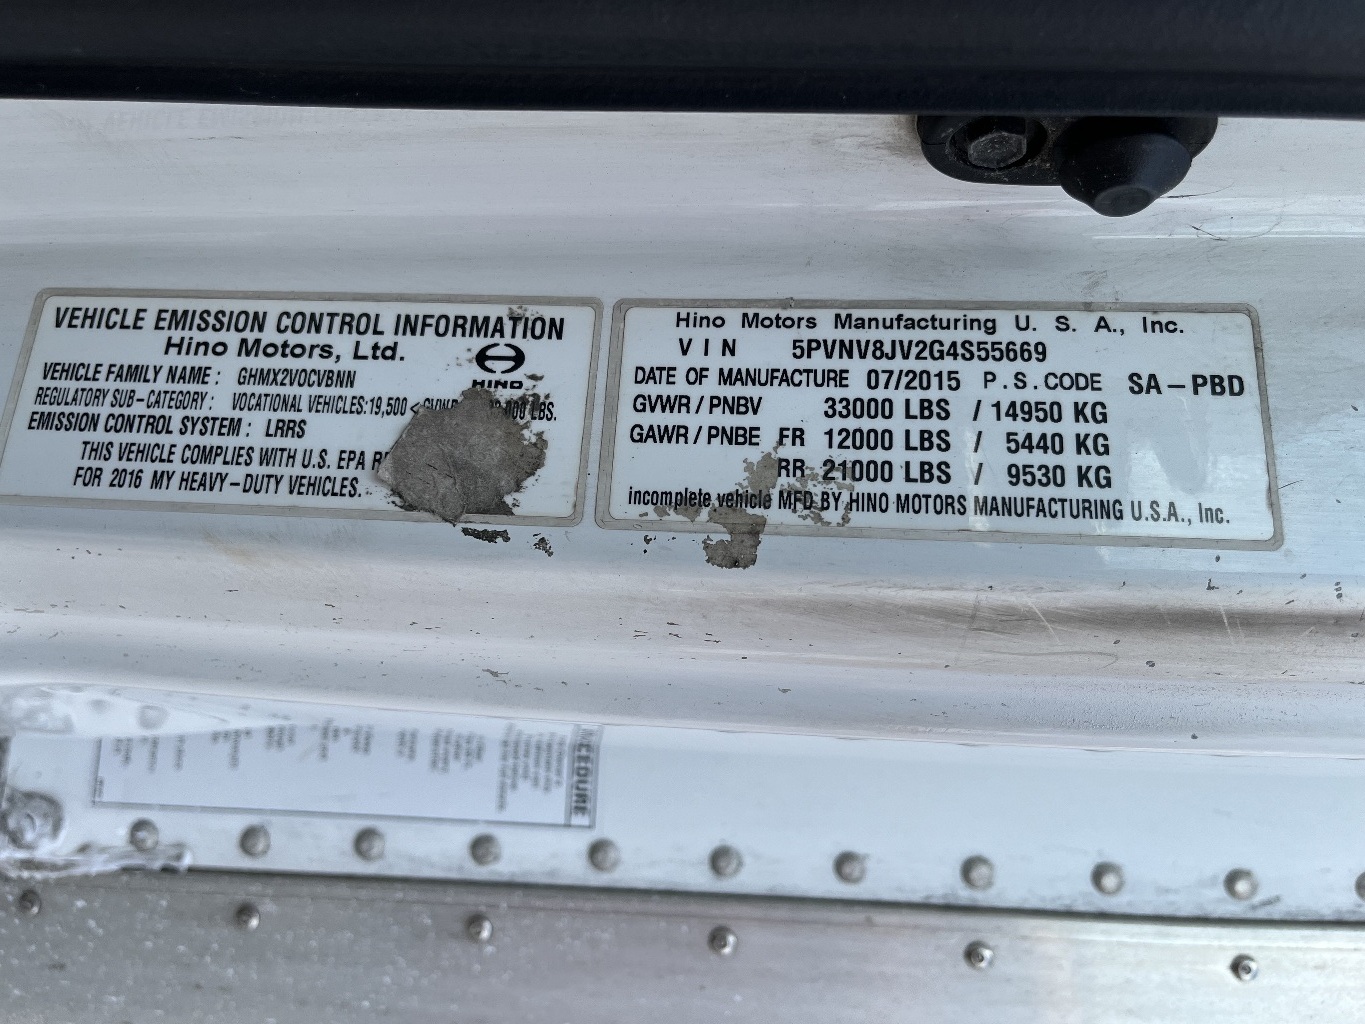 VEHICLE EMISSION CONTROL INFORMATION
Hino Motors, Ltd.
HINO
VEHICLE FAMILY NAME : GHMX2VOCVBNN
REGULATORY SUB-CATEGORY : VOCATIONAL VEHICLES:19,500 < LBS.
EMISSION CONTROL SYSTEM : LRRS
THIS VEHICLE COMPLIES WITH U.S. EPA
FOR 2016 MY HEAVY-DUTY VEHICLES.
Hino Motors Manufacturing U. S. A., Inc.
VIN 5PVNV8JV2G4S55669
DATE OF MANUFACTURE 07/2015 P.S.CODE SA-PBD
GVWR/PNBV 33000 LBS / 14950 KG
GAWR/PNBE FR 12000 LBS / 5440 KG
RR 21000 LBS / 9530 KG
incomplete vehicle MFD BY HINO MOTORS MANUFACTURING U.S.A., Inc.